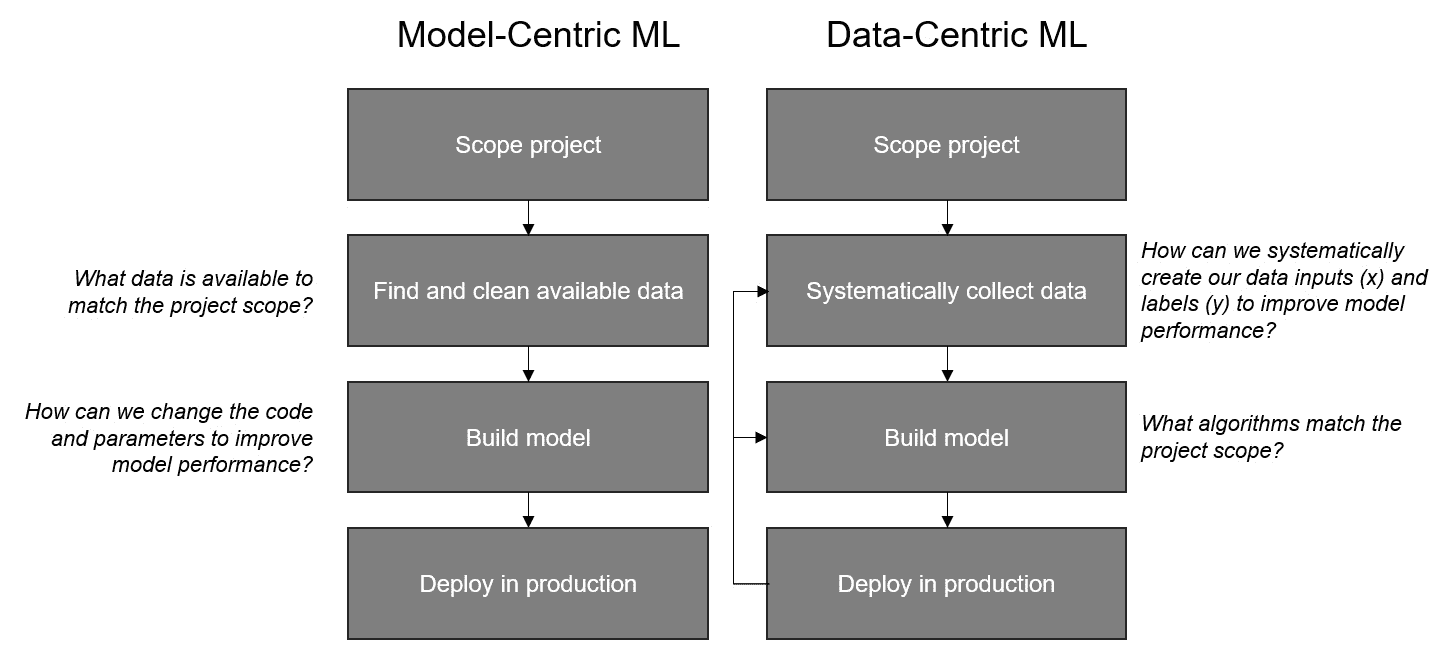 Model-Centric ML
Data-Centric ML
Scope project
Scope project
What data is available to
match the project scope?
Find and clean available data
Systematically collect data
How can we systematically
create our data inputs (x) and
labels (y) to improve model
performance?
How can we change the code
and parameters to improve
model performance?
Build model
Build model
What algorithms match the
project scope?
Deploy in production
Deploy in production